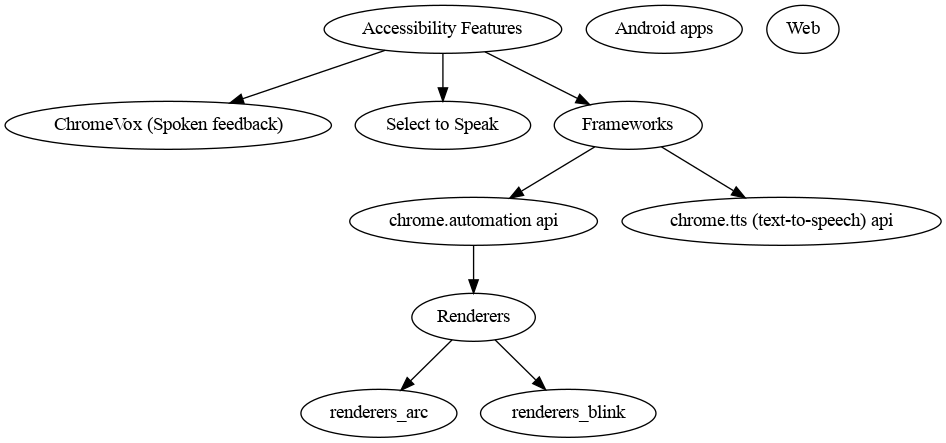 Accessibility Features
Android apps
Web
ChromeVox (Spoken feedback)
Select to Speak
Frameworks
chrome.automation api
chrome.tts (text-to-speech) api
Renderers
renderers_arc
renderers_blink